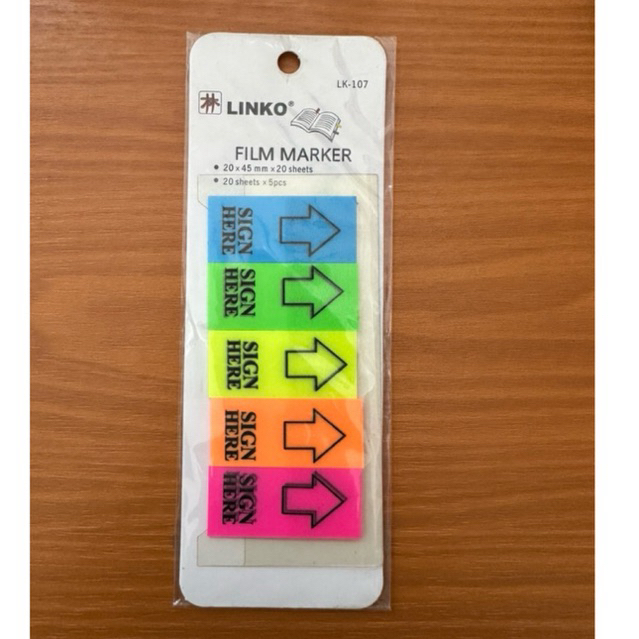 LK-107
林 LINKO®
FILM MARKER
• 20 x 45 mm x 20 sheets
• 20 sheets x 5pcs
SIGN
HERE
SIGN
HERE
SIGN
HERE
SIGN
HERE
SIGN
HERE